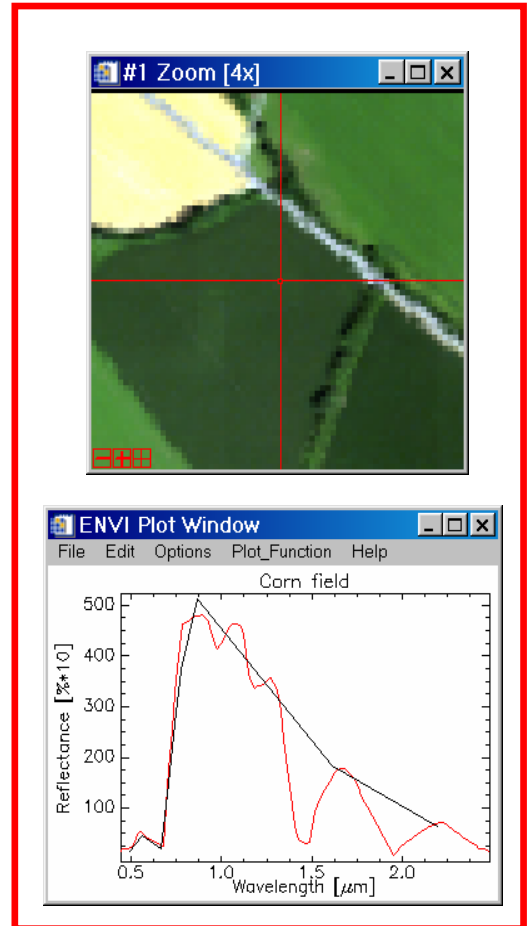 #1 Zoom [4x]
ENVI Plot Window
File Edit Options Plot_Function Help
Corn field
500
400
300
200
100
Reflectance [%*10]
0.5 1.0 1.5 2.0
Wavelength [μm]